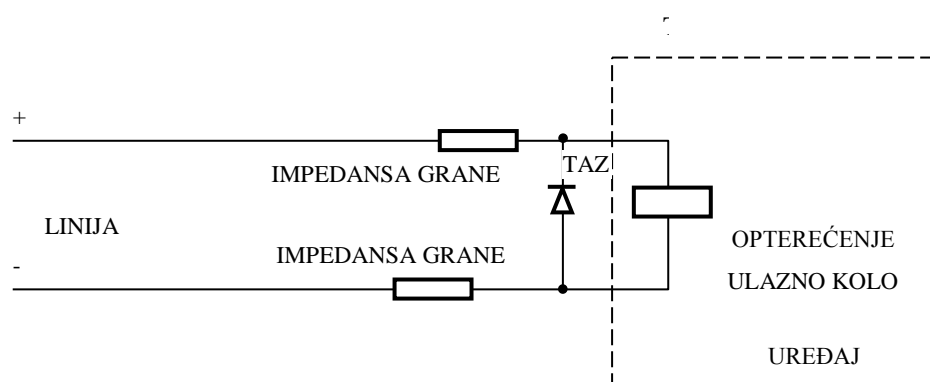 +
IMPEDANSA GRANE
TAZ
LINIJA
IMPEDANSA GRANE
-
OPTEREĆENJE
ULAZNO KOLO
UREĐAJ